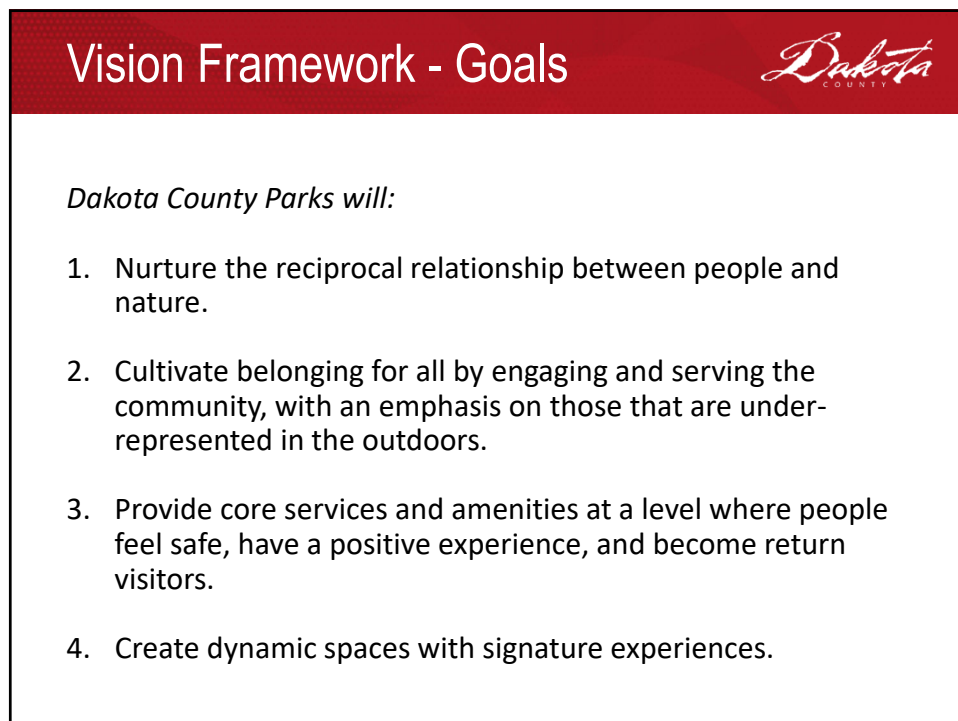 Vision Framework - Goals
Dakota
COUNTY
Dakota County Parks will:
1. Nurture the reciprocal relationship between people and
nature.
2. Cultivate belonging for all by engaging and serving the
community, with an emphasis on those that are under-
represented in the outdoors.
3. Provide core services and amenities at a level where people
feel safe, have a positive experience, and become return
visitors.
4. Create dynamic spaces with signature experiences.